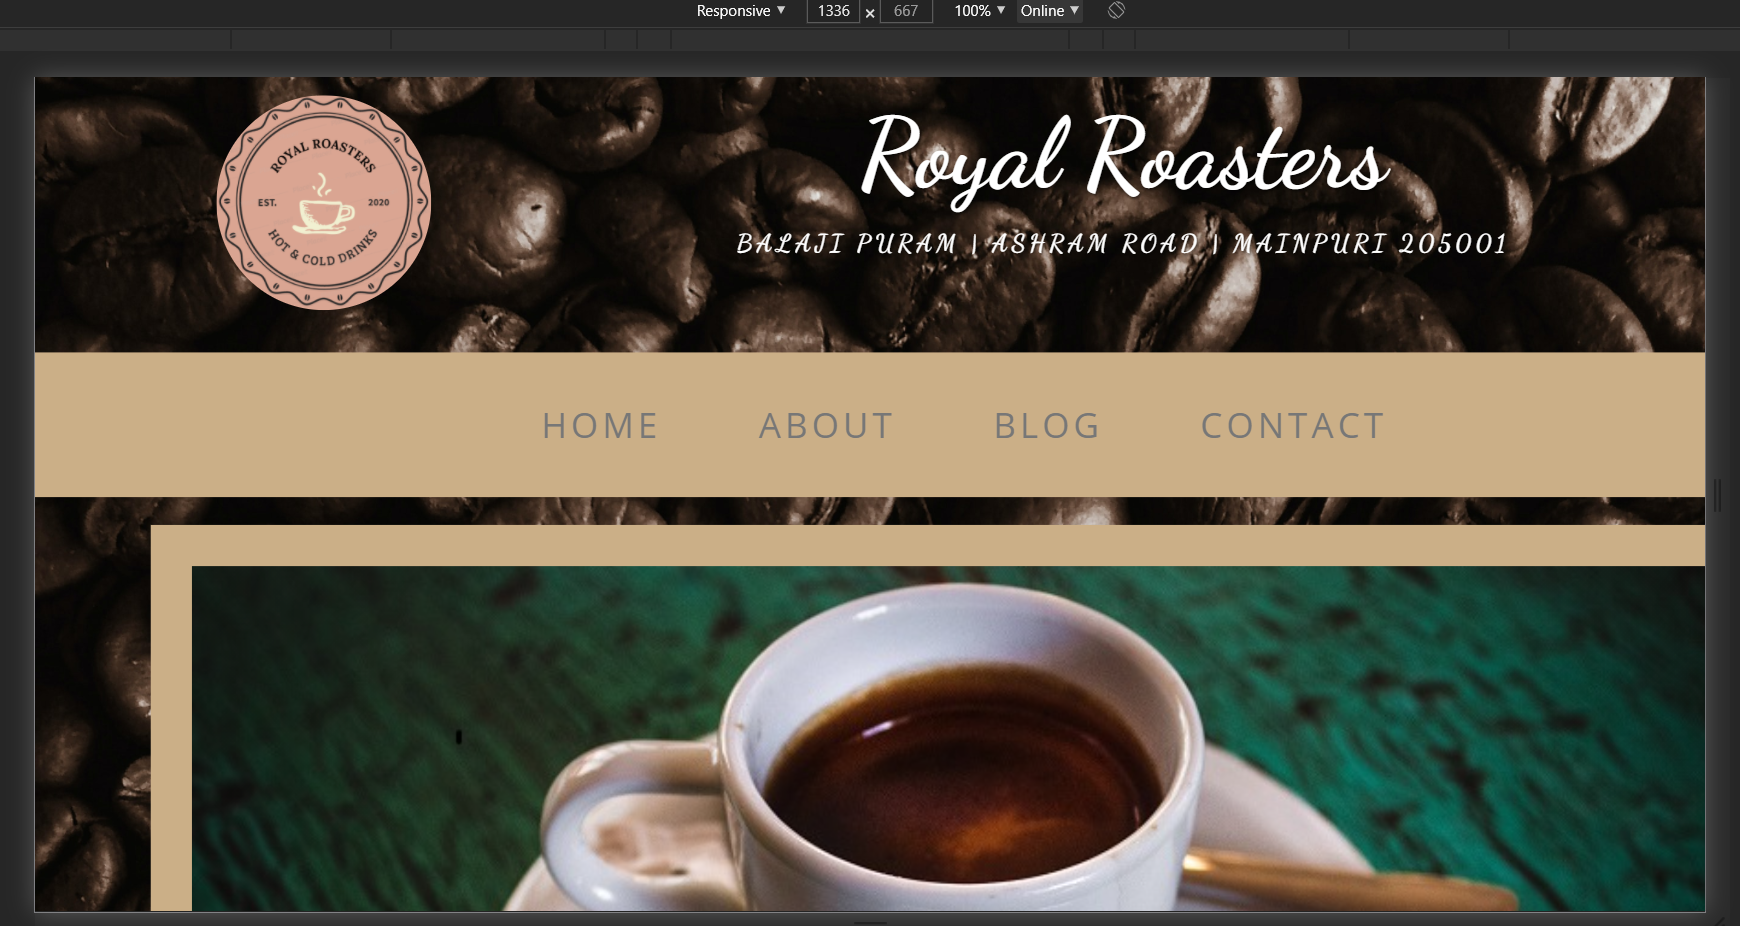 Responsive ▼ 1336 × 667 100% ▼ Online ▼
ROYAL ROASTERS
EST. 2020
HOT & COLD DRINKS
Royal Roasters
BALAJI PURAM | ASHRAM ROAD | MAINPURI 205001
HOME ABOUT BLOG CONTACT